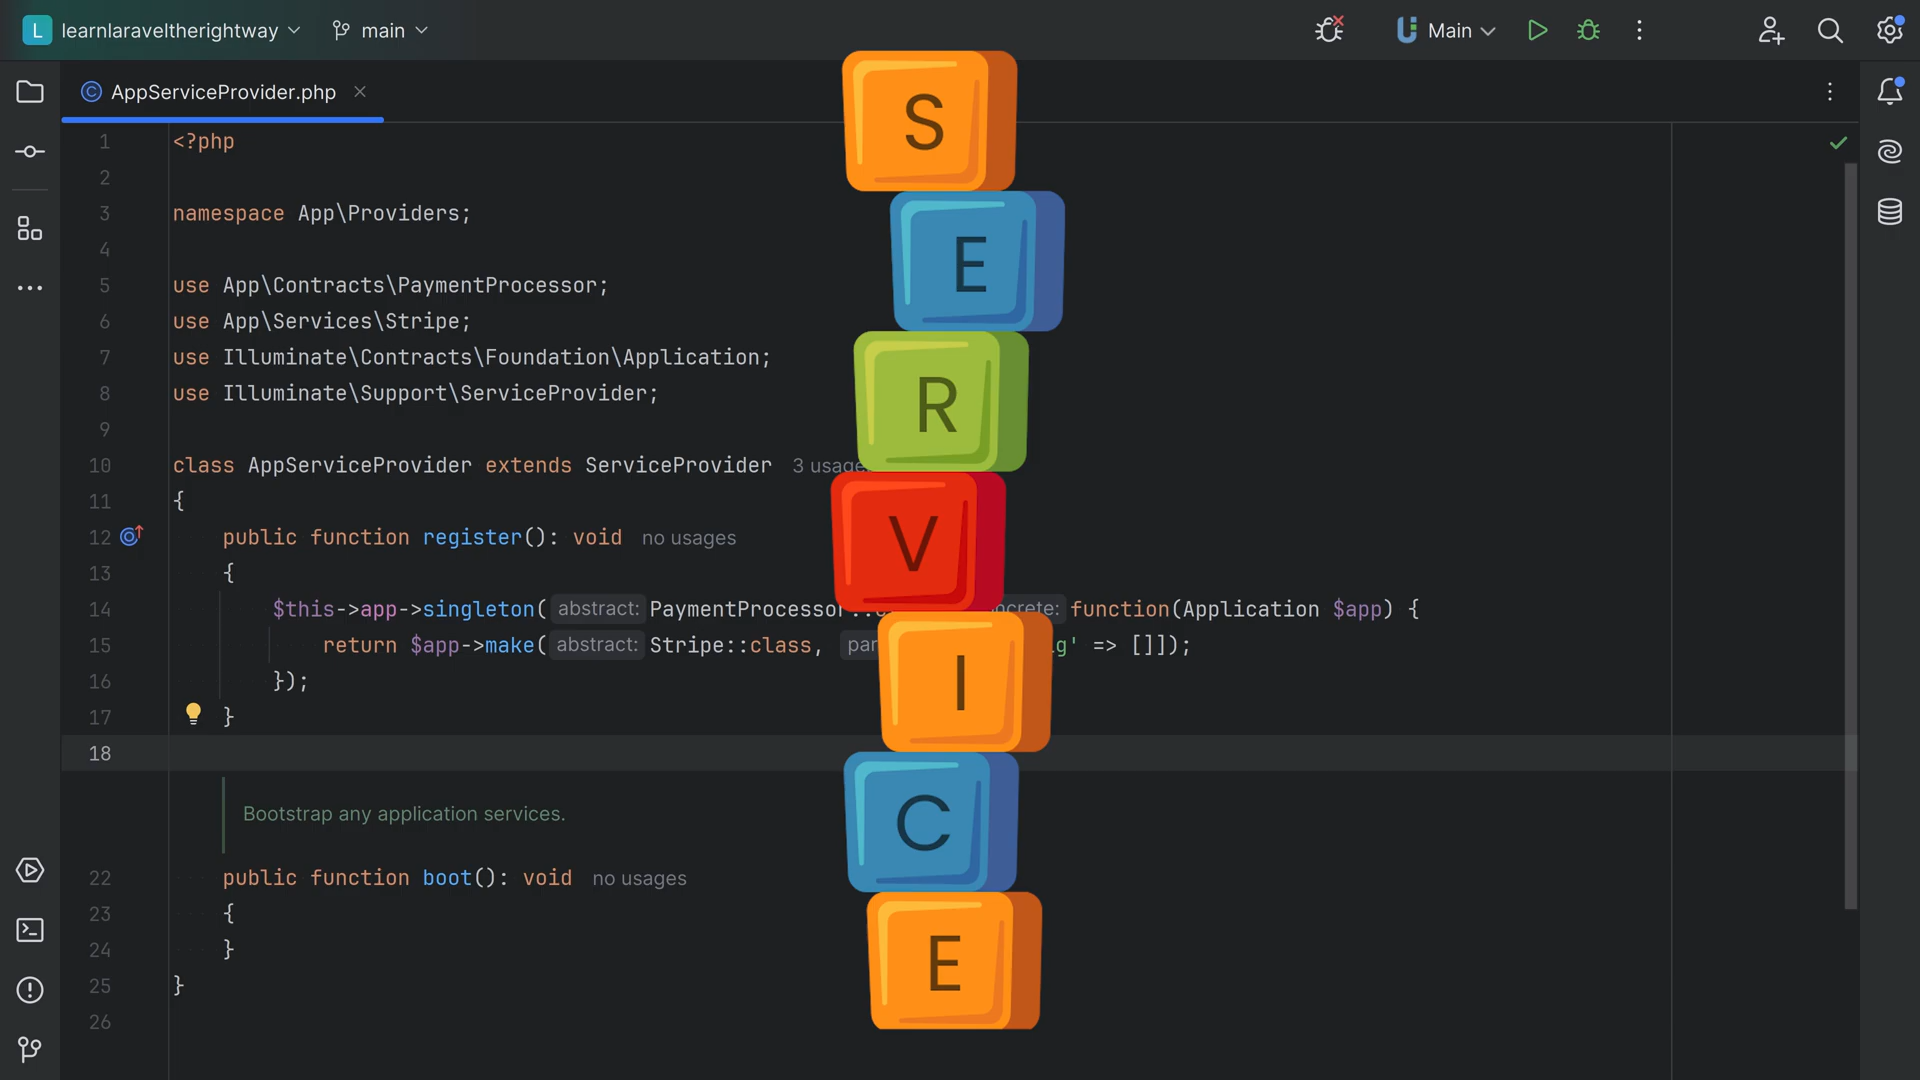 L learnlaraveltherightway main Main
AppServiceProvider.php
1 <?php
2
3 namespace App\Providers;
4
5 use App\Contracts\PaymentProcessor;
6 use App\Services\Stripe;
7 use Illuminate\Contracts\Foundation\Application;
8 use Illuminate\Support\ServiceProvider;
9
10 class AppServiceProvider extends ServiceProvider 3
11 {
12 public function register(): void no usages
13 {
14 $this->app->singleton( abstract: PaymentProcessor function(Application $app) {
15 return $app->make( abstract: Stripe::class, => []]);
16 });
17 }
18
Bootstrap any application services.
22 public function boot(): void no usages
23 {
24 }
25 }
26
S
E
R
V
I
C
E